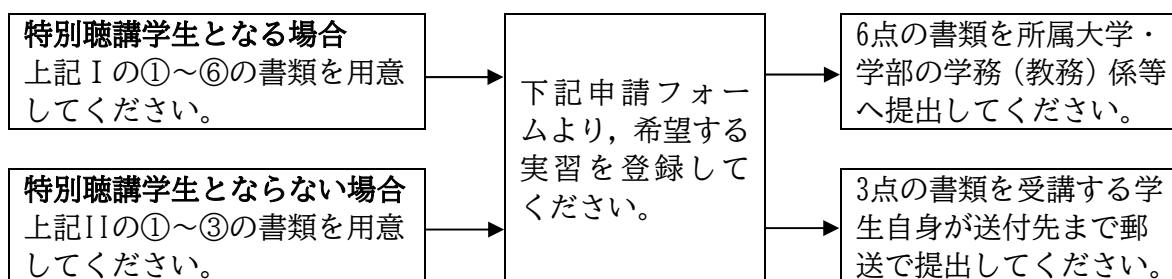 特別聴講学生となる場合
上記Ⅰの①～⑥の書類を用意
してください。
特別聴講学生とならない場合
上記IIの①～③の書類を用意
してください。
下記申請フォー
ムより，希望する
実習を登録して
ください。
6点の書類を所属大学・
学部の学務（教務）係等
へ提出してください。
3点の書類を受講する学
生自身が送付先まで郵
送で提出してください。